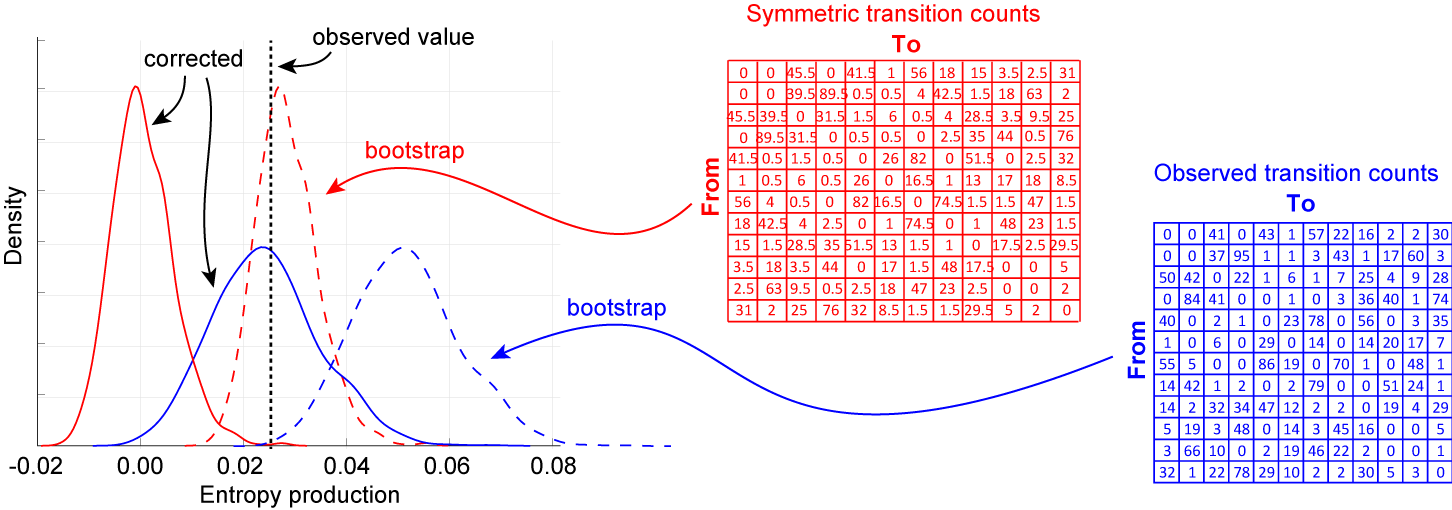 observed value
corrected
bootstrap
bootstrap
Density
-0.02 0.00 0.02 0.04 0.06 0.08
Entropy production
Symmetric transition counts
To
From
0 0 45.5 0 41.5 1 56 18 15 3.5 2.5 31
0 0 39.5 89.5 0.5 0.5 4 42.5 1.5 18 63 2
45.5 39.5 0 31.5 1.5 6 0.5 4 28.5 3.5 9.5 25
0 89.5 31.5 0 0.5 0.5 0 2.5 35 44 0.5 76
41.5 0.5 1.5 0.5 0 26 82 0 51.5 0 2.5 32
1 0.5 6 0.5 26 0 16.5 1 13 17 18 8.5
56 4 0.5 0 82 16.5 0 74.5 1.5 1.5 47 1.5
18 42.5 4 2.5 0 1 74.5 0 1 48 23 1.5
15 1.5 28.5 35 51.5 13 1.5 1 0 17.5 2.5 29.5
3.5 18 3.5 44 0 17 1.5 48 17.5 0 0 5
2.5 63 9.5 0.5 2.5 18 47 23 2.5 0 0 2
31 2 25 76 32 8.5 1.5 1.5 29.5 5 2 0
Observed transition counts
To
From
0 0 41 0 43 1 57 22 16 2 2 30
0 0 37 95 1 1 3 43 1 17 60 3
50 42 0 22 1 6 1 7 25 4 9 28
0 84 41 0 0 1 0 3 36 40 1 74
40 0 2 1 0 23 78 0 56 0 3 35
1 0 6 0 29 0 14 0 14 20 17 7
55 5 0 0 86 19 0 70 1 0 48 1
14 42 1 2 0 2 79 0 0 51 24 1
14 2 32 34 47 12 2 2 0 19 4 29
5 19 3 48 0 14 3 45 16 0 0 5
3 66 10 0 2 19 46 22 2 0 0 1
32 1 22 78 29 10 2 2 30 5 3 0